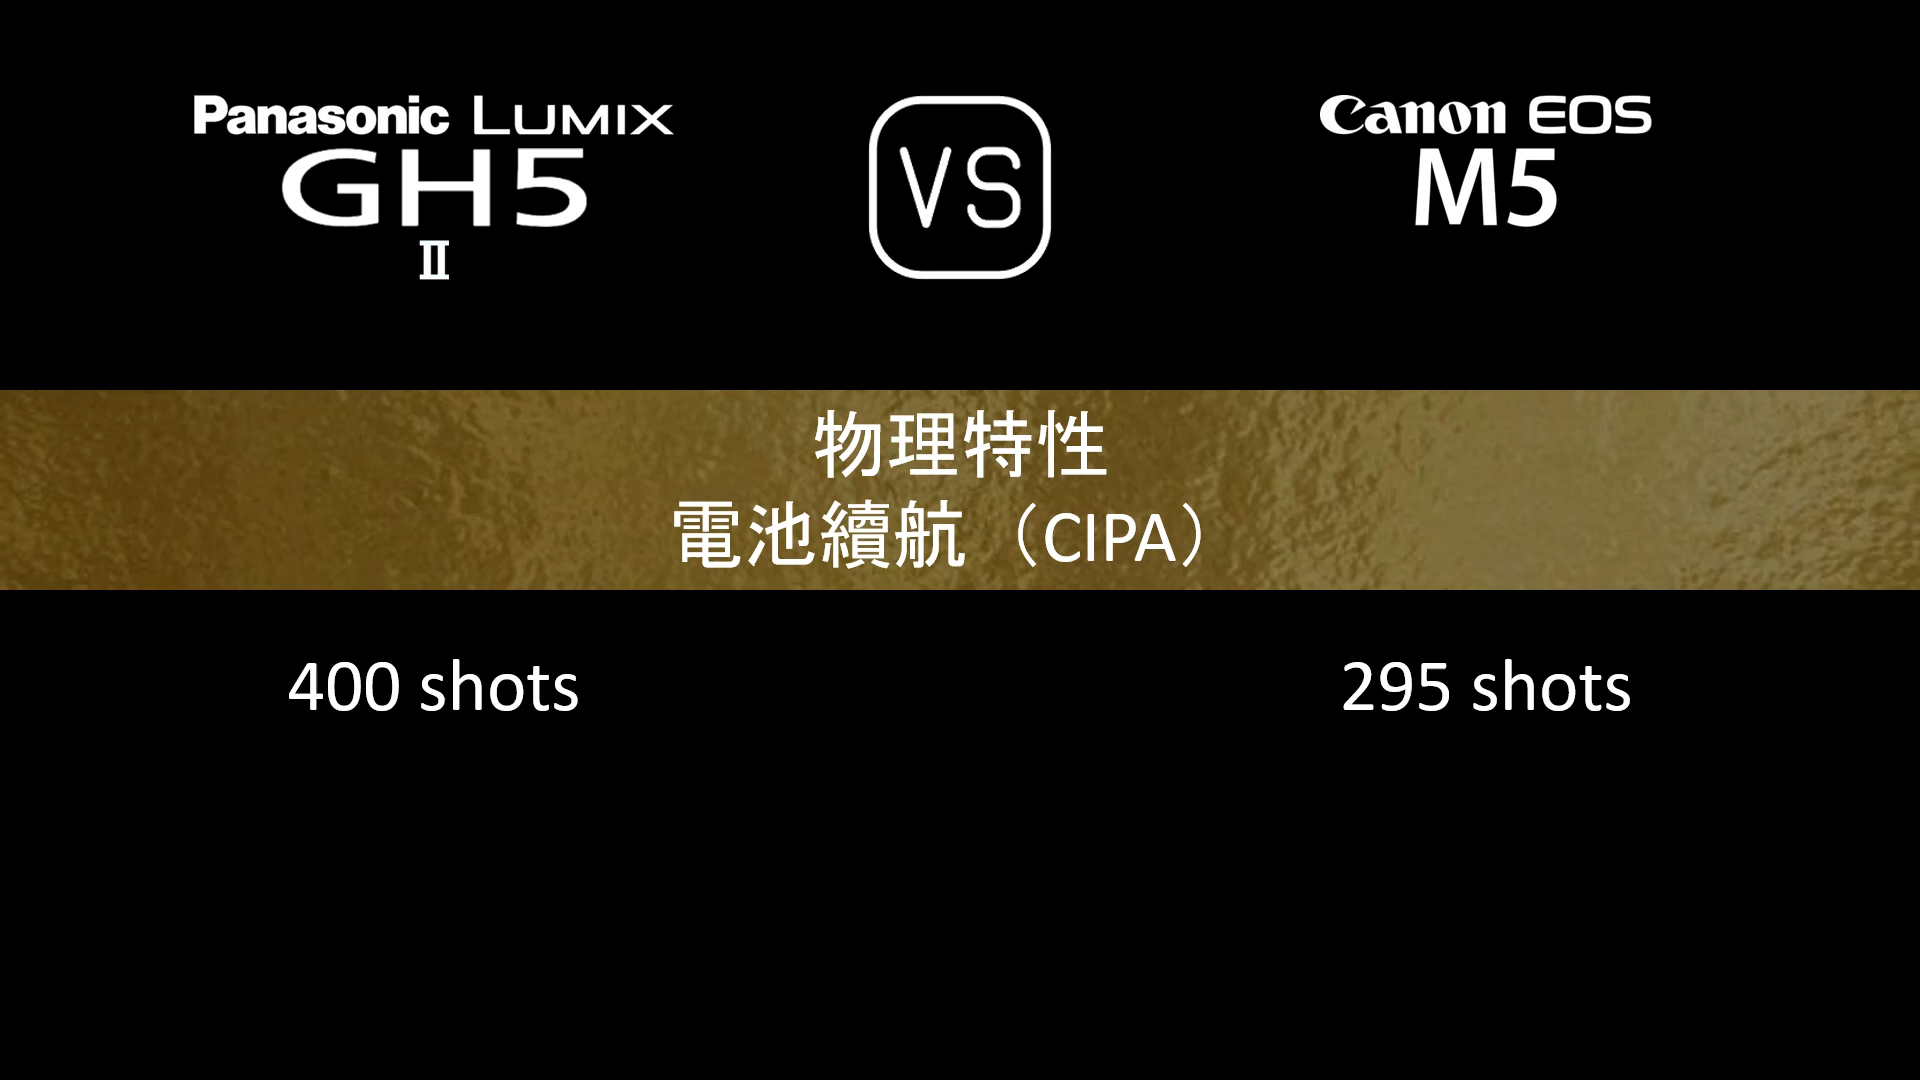 Panasonic LUMIX
GH5
II
VS
Canon EOS
M5
物理特性
電池續航（CIPA）
400 shots
295 shots